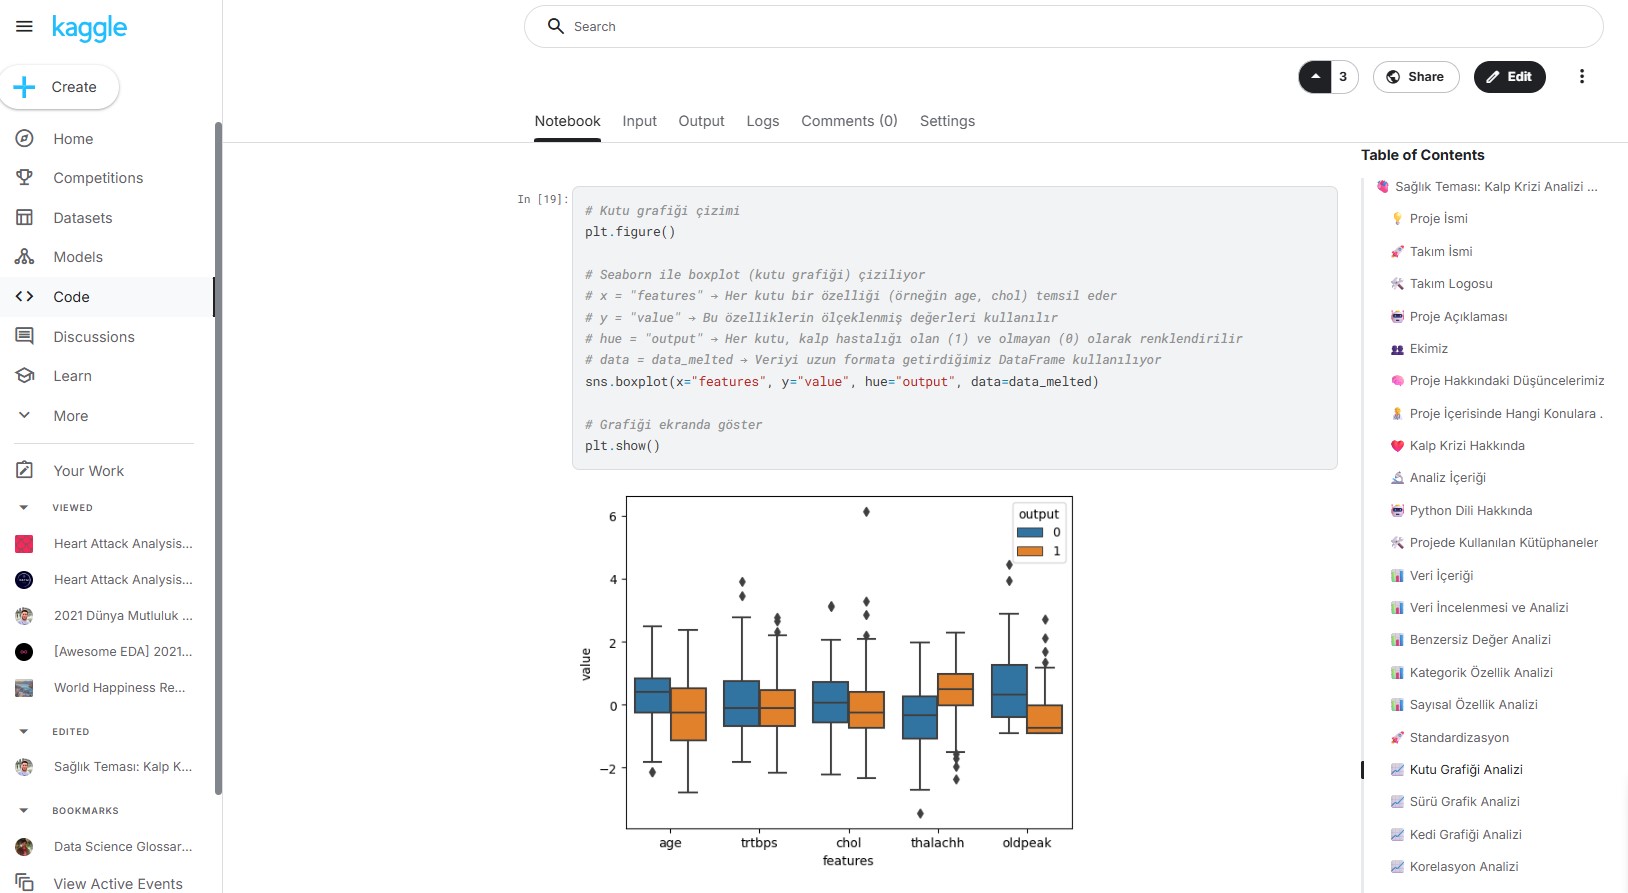 kaggle
Search
Create
3
Share
Edit
Home
Competitions
Datasets
Models
Code
Discussions
Learn
More
Your Work
VIEWED
Heart Attack Analysis...
Heart Attack Analysis...
2021 Dünya Mutluluk ...
[Awesome EDA] 2021...
World Happiness Re...
EDITED
Sağlık Teması: Kalp K...
BOOKMARKS
Data Science Glossar...
View Active Events
Notebook Input Output Logs Comments (0) Settings
In [19]:
# Kutu grafiği çizimi
plt.figure()
# Seaborn ile boxplot (kutu grafiği) çiziliyor
# x = "features" → Her kutu bir özelliği (örneğin age, chol) temsil eder
# y = "value" → Bu özelliklerin ölçeklenmiş değerleri kullanılır
# hue = "output" → Her kutu, kalp hastalığı olan (1) ve olmayan (0) olarak renklendirilir
# data = data_melted → Veriyi uzun formata getirdiğimiz DataFrame kullanılıyor
sns.boxplot(x="features", y="value", hue="output", data=data_melted)
# Grafiği ekranda göster
plt.show()
output
0
1
6
4
2
0
−2
value
age trtbps chol thalachh oldpeak
features
Table of Contents
Sağlık Teması: Kalp Krizi Analizi ...
Proje İsmi
Takım İsmi
Takım Logosu
Proje Açıklaması
Ekimiz
Proje Hakkındaki Düşüncelerimiz
Proje İçerisinde Hangi Konulara .
Kalp Krizi Hakkında
Analiz İçeriği
Python Dili Hakkında
Projede Kullanılan Kütüphaneler
Veri İçeriği
Veri İncelenmesi ve Analizi
Benzersiz Değer Analizi
Kategorik Özellik Analizi
Sayısal Özellik Analizi
Standardizasyon
Kutu Grafiği Analizi
Sürü Grafik Analizi
Kedi Grafiği Analizi
Korelasyon Analizi